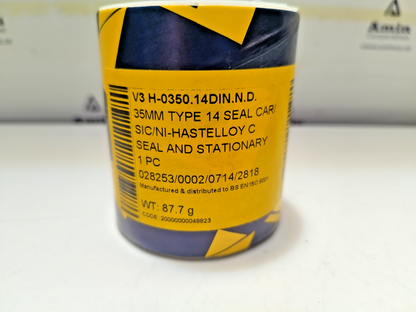 Amin
V3 H-0350.14DIN.N.D.
35MM TYPE 14 SEAL CAR/
SIC/NI-HASTELLOY C
SEAL AND STATIONARY
1 PC
028253/0002/0714/2818
Manufactured & distributed to BS EN ISO 9001
WT: 87.7 g
CODE: 20000000049823